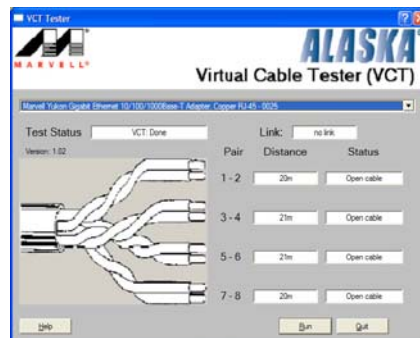 VCT Tester
MARVELL®
ALASKA®
Virtual Cable Tester (VCT)
Marvell Yukon Gigabit Ethernet 10/100/1000Base-T Adapter, Copper RJ-45 - 0025
Test Status VCT: Done Link: no link
Version: 1.02
Pair Distance Status
1 - 2 20m Open cable
3 - 4 21m Open cable
5 - 6 21m Open cable
7 - 8 20m Open cable
Help Run Quit